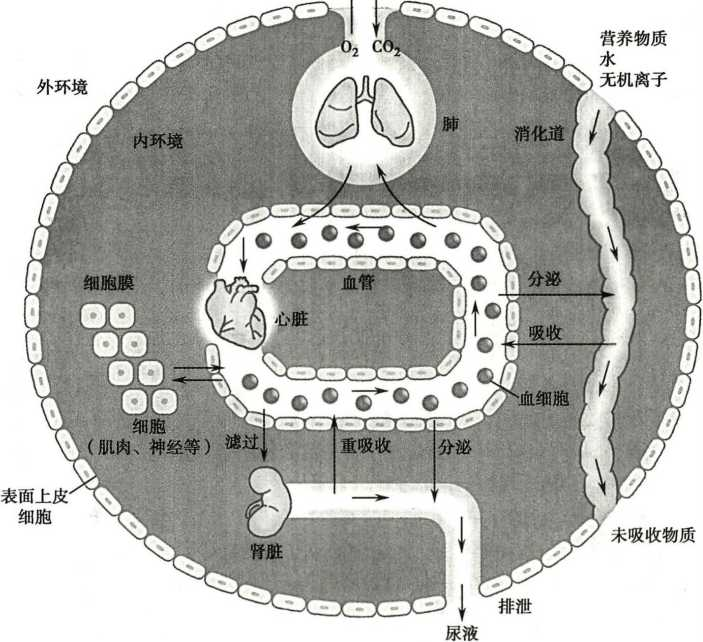 O₂ CO₂
营养物质
水
无机离子
外环境
内环境
肺
消化道
细胞膜
血管
分泌
心脏
吸收
血细胞
细胞
（肌肉、神经等）
滤过
重吸收
分泌
表面上皮
细胞
肾脏
未吸收物质
排泄
尿液